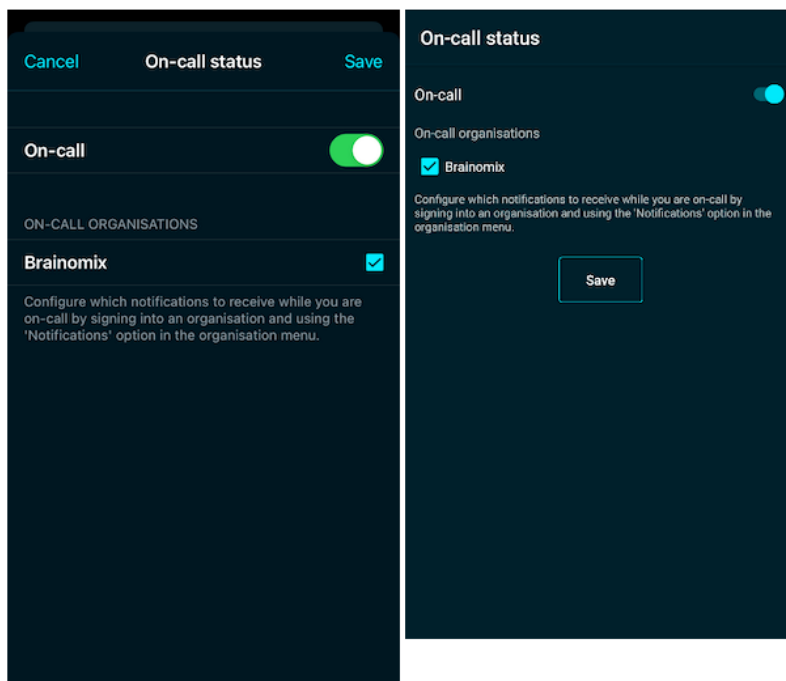 Cancel On-call status Save
On-call
ON-CALL ORGANISATIONS
Brainomix
Configure which notifications to receive while you are
on-call by signing into an organisation and using the
'Notifications' option in the organisation menu.
On-call status
On-call
On-call organisations
Brainomix
Configure which notifications to receive while you are on-call by
signing into an organisation and using the 'Notifications' option in the
organisation menu.
Save